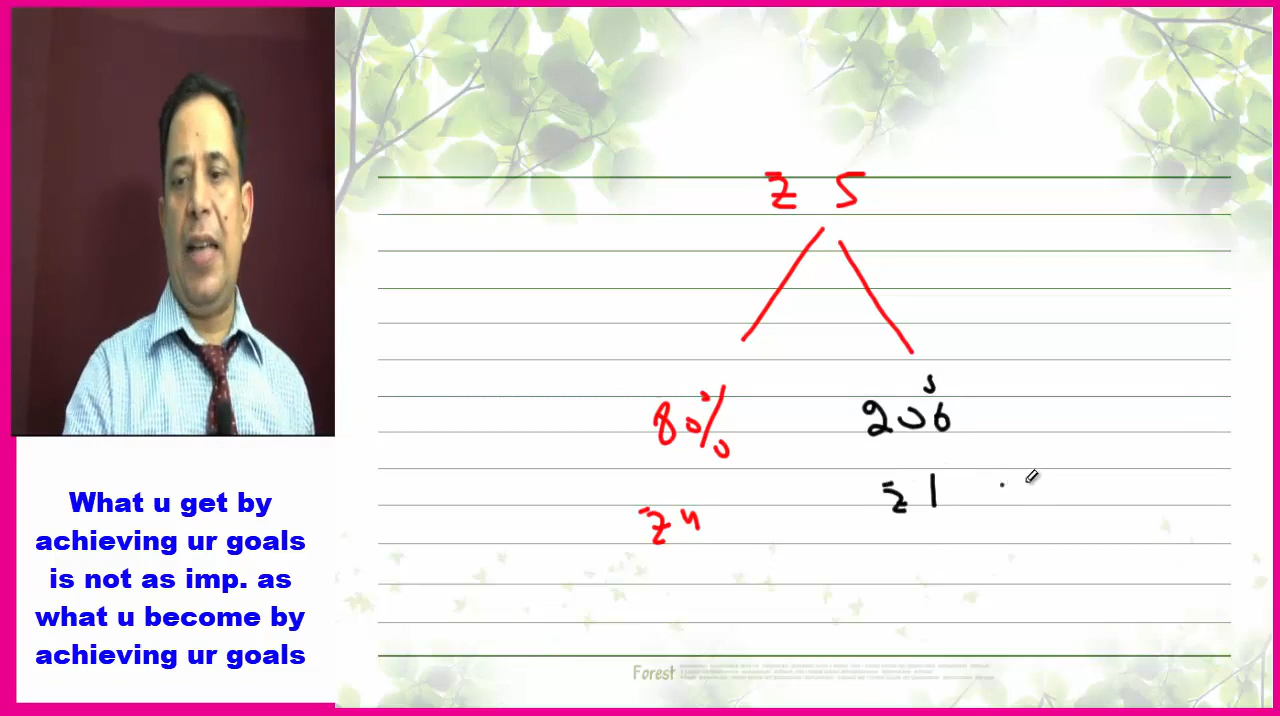 What u get by
achieving ur goals
is not as imp. as
what u become by
achieving ur goals
Z 5
80%
Z 4
Z 1
Forest